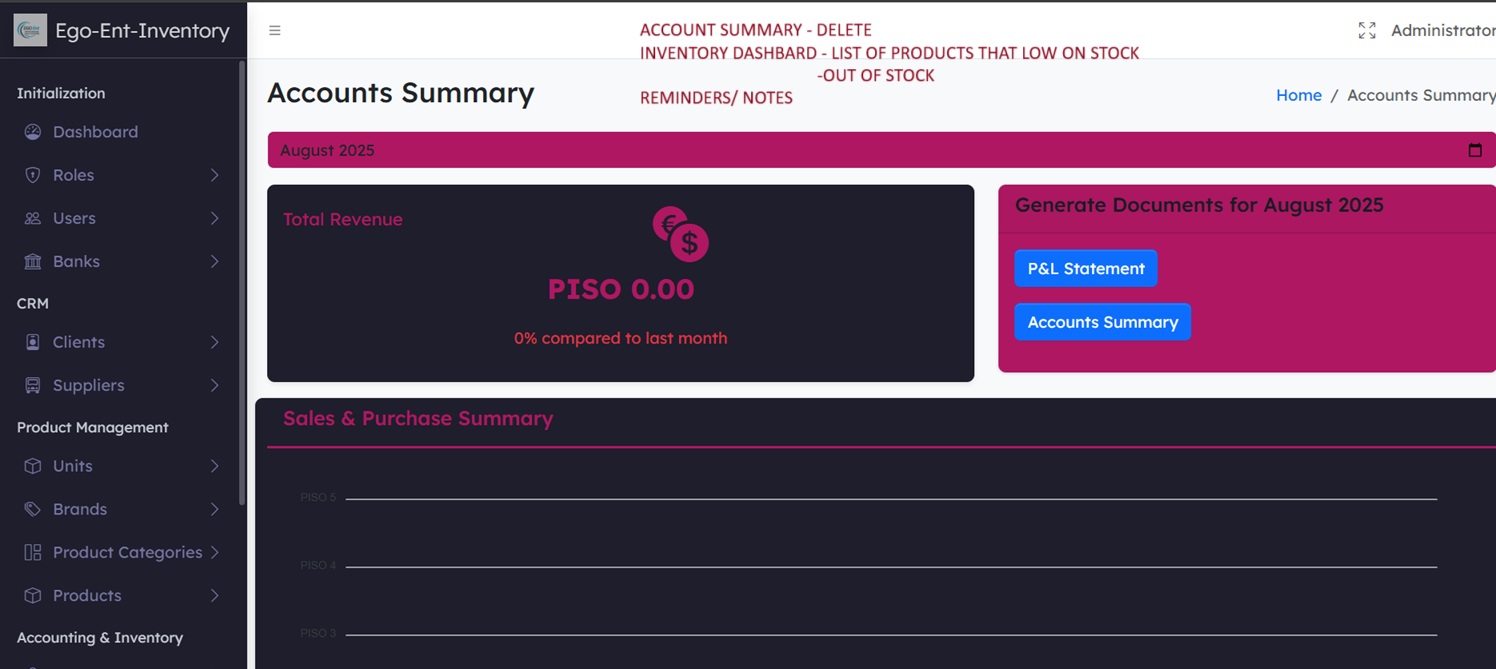 Ego-Ent-Inventory
ACCOUNT SUMMARY - DELETE
Administrator
INVENTORY DASHBARD - LIST OF PRODUCTS THAT LOW ON STOCK
-OUT OF STOCK
REMINDERS/ NOTES
Accounts Summary
Home / Accounts Summary
Initialization
Dashboard
Roles
Users
Banks
CRM
Clients
Suppliers
Product Management
Units
Brands
Product Categories
Products
Accounting & Inventory
August 2025
Total Revenue
€
$
PISO 0.00
0% compared to last month
Generate Documents for August 2025
P&L Statement
Accounts Summary
Sales & Purchase Summary
PISO 5
PISO 4
PISO 3